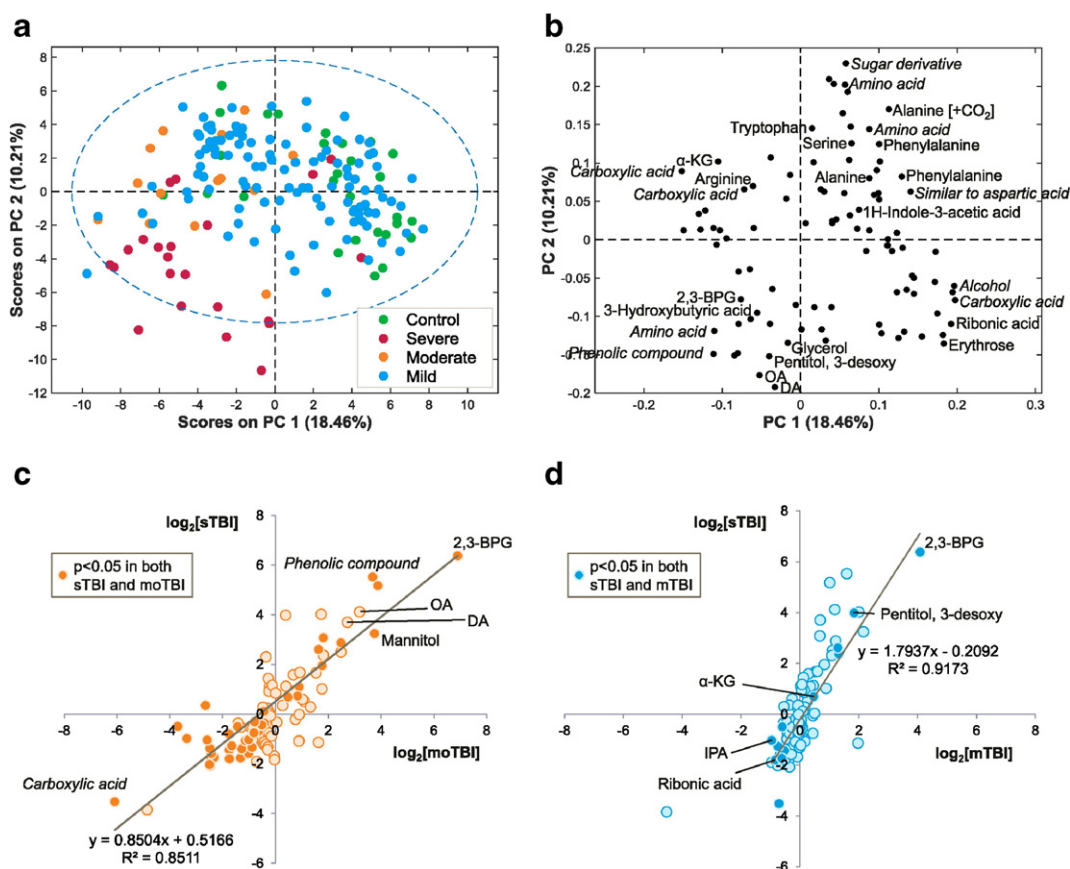 a
Scores on PC 2 (10.21%)
8
6
4
2
0
-2
-4
-6
-8
-10
-12
Control
Severe
Moderate
Mild
-10 -8 -6 -4 -2 0 2 4 6 8 10
Scores on PC 1 (18.46%)
b
PC 2 (10.21%)
0.25
0.2
0.15
0.1
0.05
0
-0.05
-0.1
-0.15
-0.2
Sugar derivative
Amino acid
Alanine [+CO₂]
Tryptophan
Amino acid
Serine
Phenylalanine
α-KG
Carboxylic acid
Arginine
Alanine
Phenylalanine
Carboxylic acid
Similar to aspartic acid
1H-Indole-3-acetic acid
2,3-BPG
Alcohol
3-Hydroxybutyric acid
Carboxylic acid
Amino acid
Ribonic acid
Phenolic compound
Glycerol
Erythrose
Pentitol, 3-desoxy
OA
DA
-0.2 -0.1 0 0.1 0.2 0.3
PC 1 (18.46%)
c
log₂[sTBI]
8
6
4
2
0
-2
-4
-6
p<0.05 in both
sTBI and moTBI
2,3-BPG
Phenolic compound
OA
DA
Mannitol
-8 -6 -4 -2 0 2 4 6 8
log₂[moTBI]
Carboxylic acid
y = 0.8504x + 0.5166
R² = 0.8511
d
log₂[sTBI]
8
6
4
2
0
-2
-4
-6
p<0.05 in both
sTBI and mTBI
2,3-BPG
Pentitol, 3-desoxy
y = 1.7937x - 0.2092
R² = 0.9173
α-KG
-8 -6 -4 -2 0 2 4 6 8
log₂[mTBI]
IPA
Ribonic acid